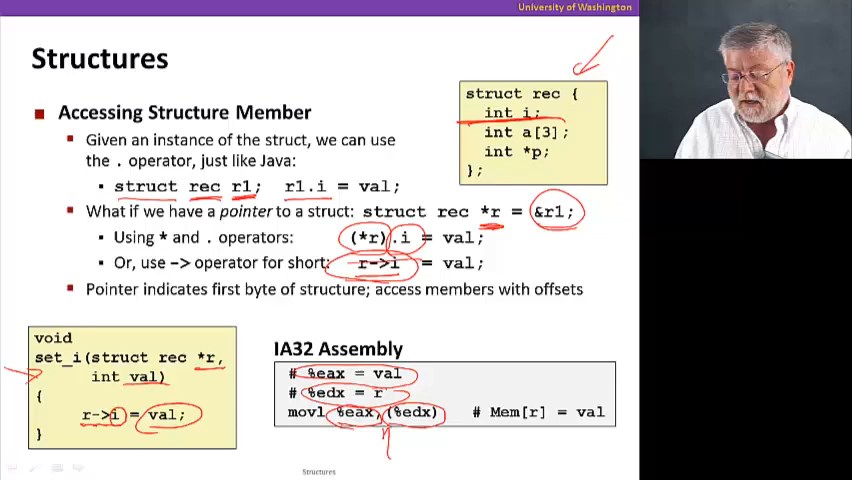 University of Washington
Structures
Accessing Structure Member
Given an instance of the struct, we can use
the . operator, just like Java:
struct rec r1; r1.i = val;
What if we have a pointer to a struct: struct rec *r = &r1;
Using * and . operators: (*r).i = val;
Or, use -> operator for short: r->i = val;
Pointer indicates first byte of structure; access members with offsets
struct rec {
int i;
int a[3];
int *p;
};
void
set_i(struct rec *r,
int val)
{
r->i = val;
}
IA32 Assembly
# %eax = val
# %edx = r
movl %eax, (%edx) # Mem[r] = val
Structures